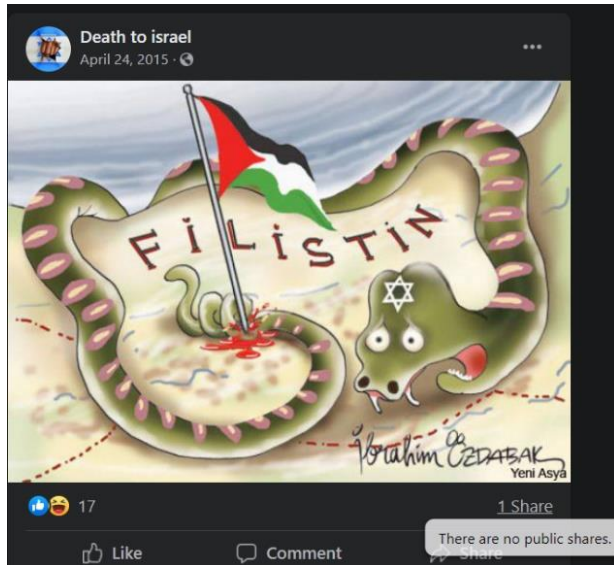 Death to israel
April 24, 2015
FİLİSTİN
İbrahim ÖZDABAK
Yeni Asya
17
1 Share
Like
Comment
Share
There are no public shares.